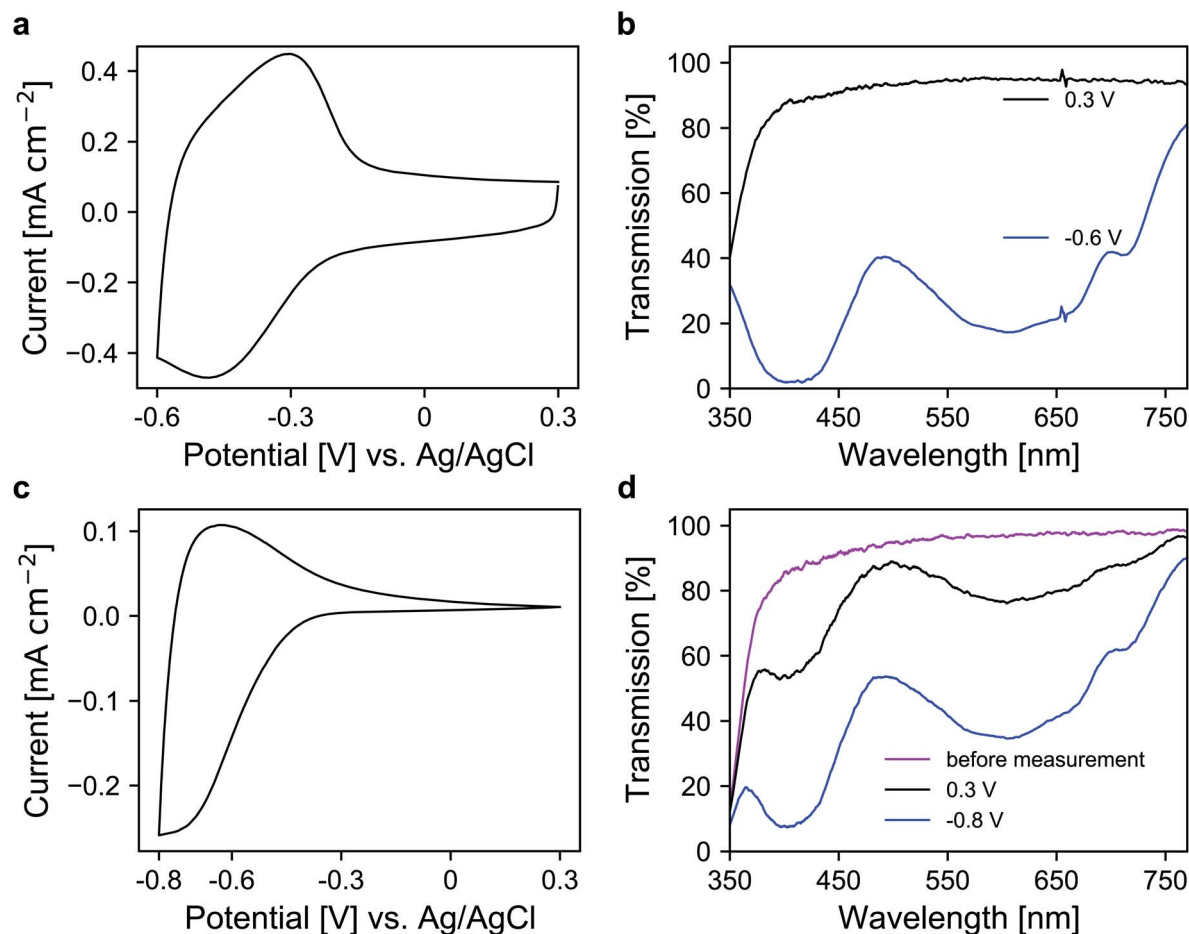 a
Current [mA cm−2]
0.4
0.2
0.0
−0.2
−0.4
-0.6 -0.3 0 0.3
Potential [V] vs. Ag/AgCl
b
Transmission [%]
100
80
60
40
20
0
0.3 V
-0.6 V
350 450 550 650 750
Wavelength [nm]
c
Current [mA cm−2]
0.1
0.0
−0.1
−0.2
-0.8 -0.6 -0.3 0 0.3
Potential [V] vs. Ag/AgCl
d
Transmission [%]
100
80
60
40
20
0
before measurement
0.3 V
-0.8 V
350 450 550 650 750
Wavelength [nm]